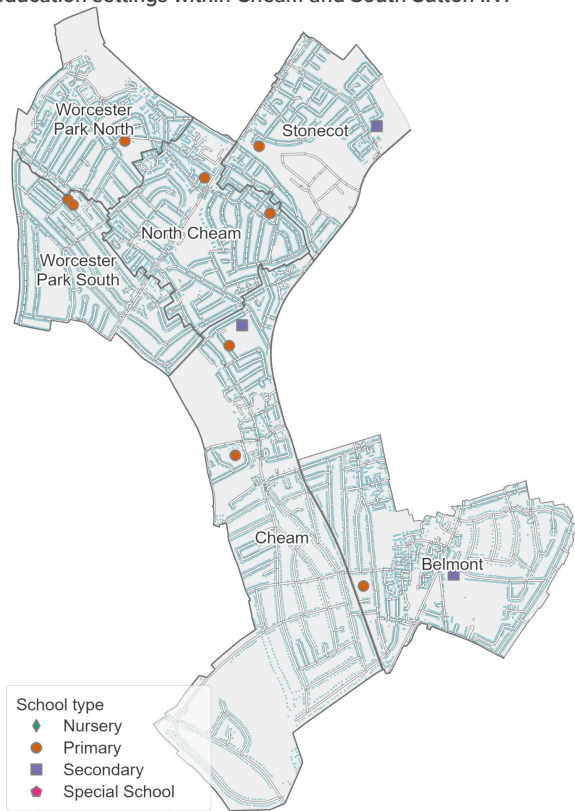 education settings within Cheam and South Sutton INT
Worcester
Park North
Stonecot
North Cheam
Worcester
Park South
Cheam
Belmont
School type
Nursery
Primary
Secondary
Special School